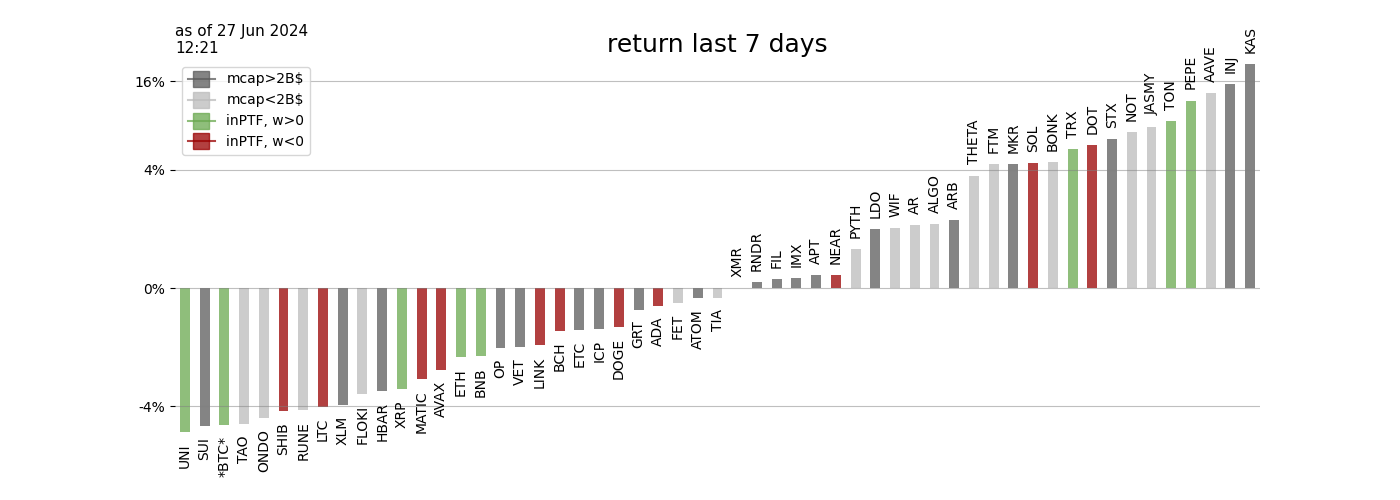 as of 27 Jun 2024
12:21
return last 7 days
mcap>2B$
mcap<2B$
inPTF, w>0
inPTF, w<0
16%
4%
0%
-4%
UNI
SUI
*BTC*
TAO
ONDO
SHIB
RUNE
LTC
XLM
FLOKI
HBAR
XRP
MATIC
AVAX
ETH
BNB
OP
VET
LINK
BCH
ETC
ICP
DOGE
GRT
ADA
FET
ATOM
TIA
XMR
RNDR
FIL
IMX
APT
NEAR
PYTH
LDO
WIF
AR
ALGO
ARB
THETA
FTM
MKR
SOL
BONK
TRX
DOT
STX
NOT
JASMY
TON
PEPE
AAVE
INJ
KAS